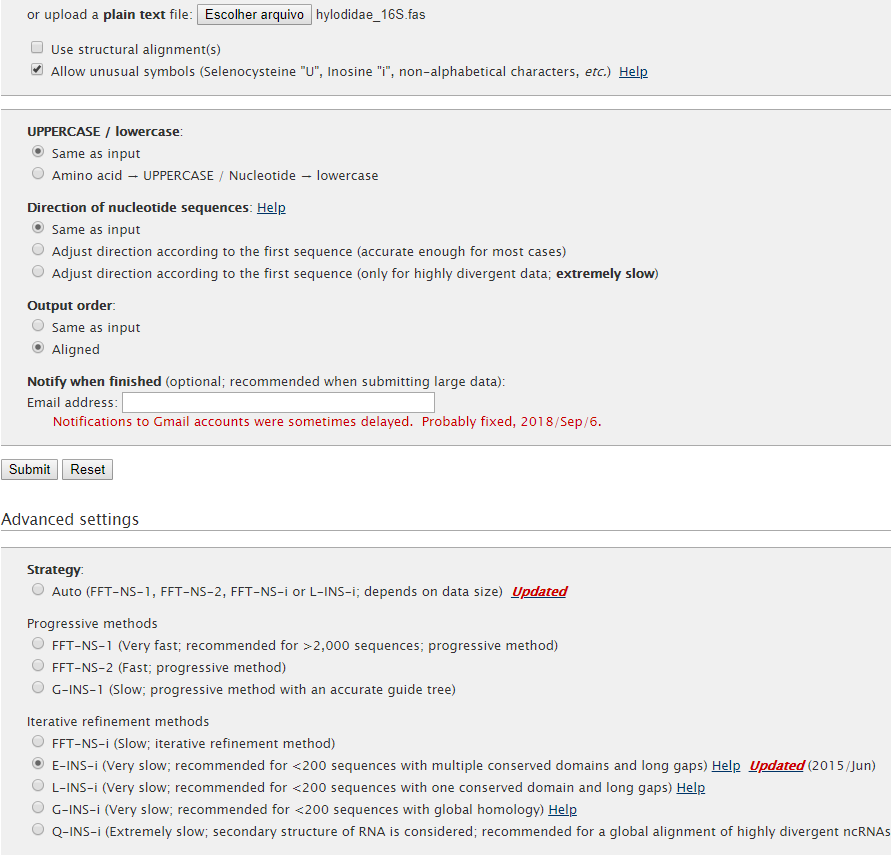 or upload a plain text file: Escolher arquivo hylodidae_16S.fas
Use structural alignment(s)
Allow unusual symbols (Selenocysteine "U", Inosine "i", non-alphabetical characters, etc.) Help
UPPERCASE / lowercase:
Same as input
Amino acid → UPPERCASE / Nucleotide → lowercase
Direction of nucleotide sequences: Help
Same as input
Adjust direction according to the first sequence (accurate enough for most cases)
Adjust direction according to the first sequence (only for highly divergent data; extremely slow)
Output order:
Same as input
Aligned
Notify when finished (optional; recommended when submitting large data):
Email address:
Notifications to Gmail accounts were sometimes delayed. Probably fixed, 2018/Sep/6.
Submit Reset
Advanced settings
Strategy:
Auto (FFT-NS-1, FFT-NS-2, FFT-NS-i or L-INS-i; depends on data size) Updated
Progressive methods
FFT-NS-1 (Very fast; recommended for >2,000 sequences; progressive method)
FFT-NS-2 (Fast; progressive method)
G-INS-1 (Slow; progressive method with an accurate guide tree)
Iterative refinement methods
FFT-NS-i (Slow; iterative refinement method)
E-INS-i (Very slow; recommended for <200 sequences with multiple conserved domains and long gaps) Help Updated (2015/Jun)
L-INS-i (Very slow; recommended for <200 sequences with one conserved domain and long gaps) Help
G-INS-i (Very slow; recommended for <200 sequences with global homology) Help
Q-INS-i (Extremely slow; secondary structure of RNA is considered; recommended for a global alignment of highly divergent ncRNAs